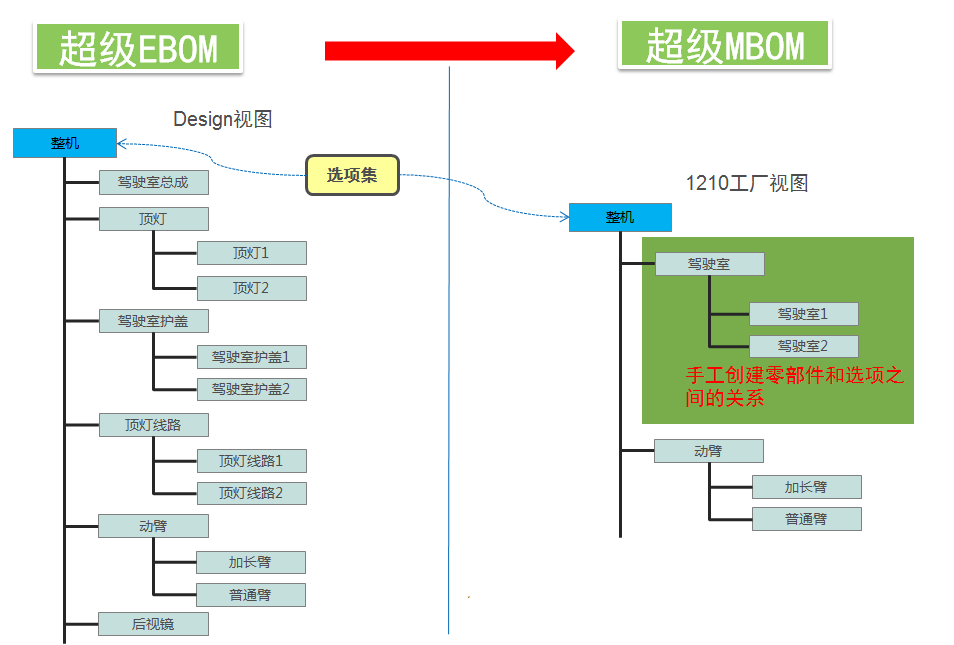 超级EBOM
超级MBOM
Design视图
整机
选项集
驾驶室总成
顶灯
顶灯1
顶灯2
驾驶室护盖
驾驶室护盖1
驾驶室护盖2
顶灯线路
顶灯线路1
顶灯线路2
动臂
加长臂
普通臂
后视镜
1210工厂视图
整机
驾驶室
驾驶室1
驾驶室2
手工创建零部件和选项之
间的关系
动臂
加长臂
普通臂